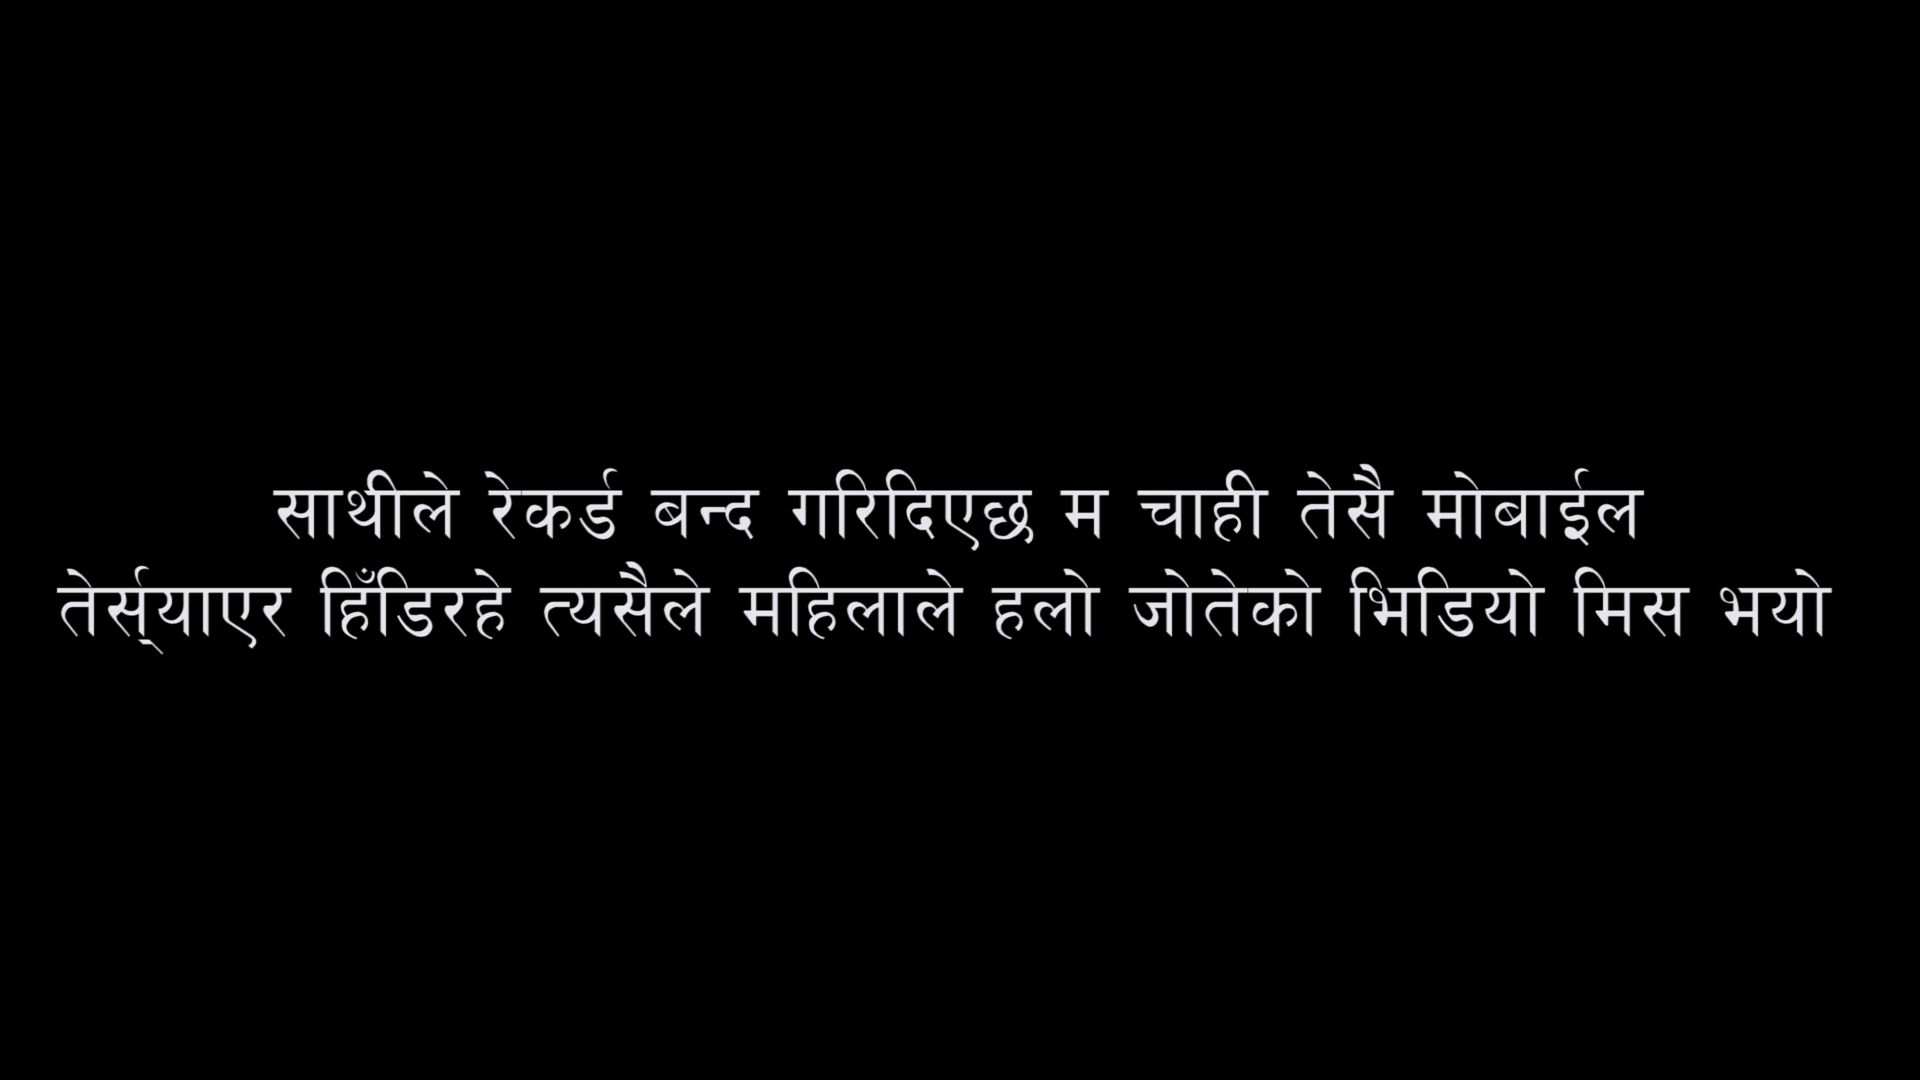 साथीले रेकर्ड बन्द गरिदिएछ म चाही तेसै मोबाईल
तेर्स्याएर हिँडिरहे त्यसैले महिलाले हलो जोतेको भिडियो मिस भयो